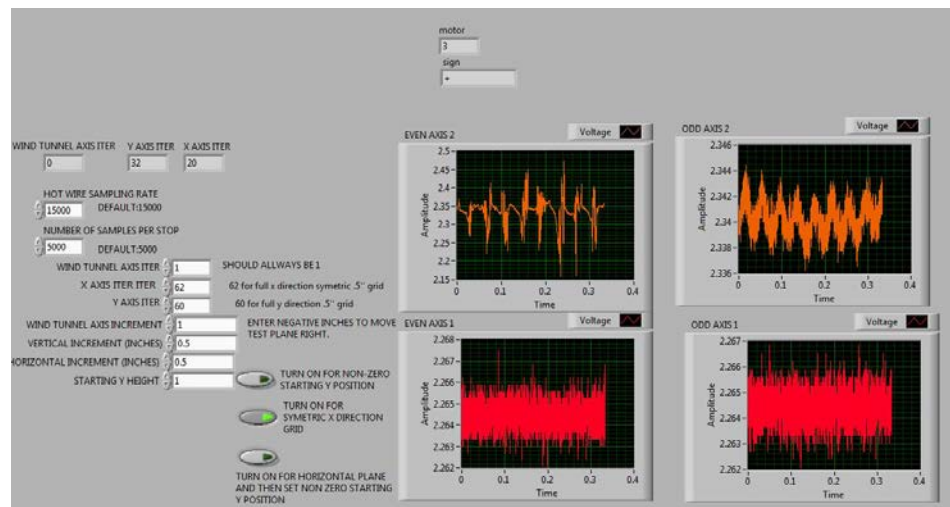 motor
3
sign
+
WIND TUNNEL AXIS ITER Y AXIS ITER X AXIS ITER
0 32 20
HOT WIRE SAMPLING RATE
15000 DEFAULT:15000
NUMBER OF SAMPLES PER STOP
5000 DEFAULT:5000
WIND TUNNEL AXIS ITER 1 SHOULD ALLWAYS BE 1
X AXIS ITER ITER 62 62 for full x direction symetric .5" grid
Y AXIS ITER 60 60 for full y direction .5" grid
WIND TUNNEL AXIS INCREMENT 1 ENTER NEGATIVE INCHES TO MOVE
TEST PLANE RIGHT.
VERTICAL INCREMENT (INCHES) 0.5
HORIZONTAL INCREMENT (INCHES) 0.5
STARTING Y HEIGHT 1
TURN ON FOR NON-ZERO
STARTING Y POSITION
TURN ON FOR
SYMETRIC X DIRECTION
GRID
TURN ON FOR HORIZONTAL PLANE
AND THEN SET NON ZERO STARTING
Y POSITION
EVEN AXIS 2 Voltage
2.5
2.45
2.4
2.35
2.3
2.25
2.2
2.15
Amplitude
0 0.1 0.2 0.3 0.4
Time
ODD AXIS 2 Voltage
2.346
2.344
2.342
2.34
2.338
2.336
Amplitude
0 0.1 0.2 0.3 0.4
Time
EVEN AXIS 1 Voltage
2.268
2.267
2.266
2.265
2.264
2.263
2.262
Amplitude
0 0.1 0.2 0.3 0.4
Time
ODD AXIS 1 Voltage
2.267
2.266
2.265
2.264
2.263
2.262
Amplitude
0 0.1 0.2 0.3 0.4
Time